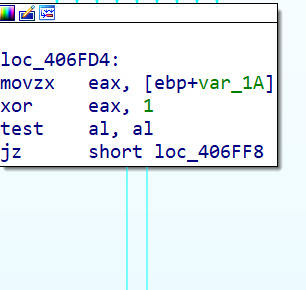 loc_406FD4:
movzx eax, [ebp+var_1A]
xor eax, 1
test al, al
jz short loc_406FF8